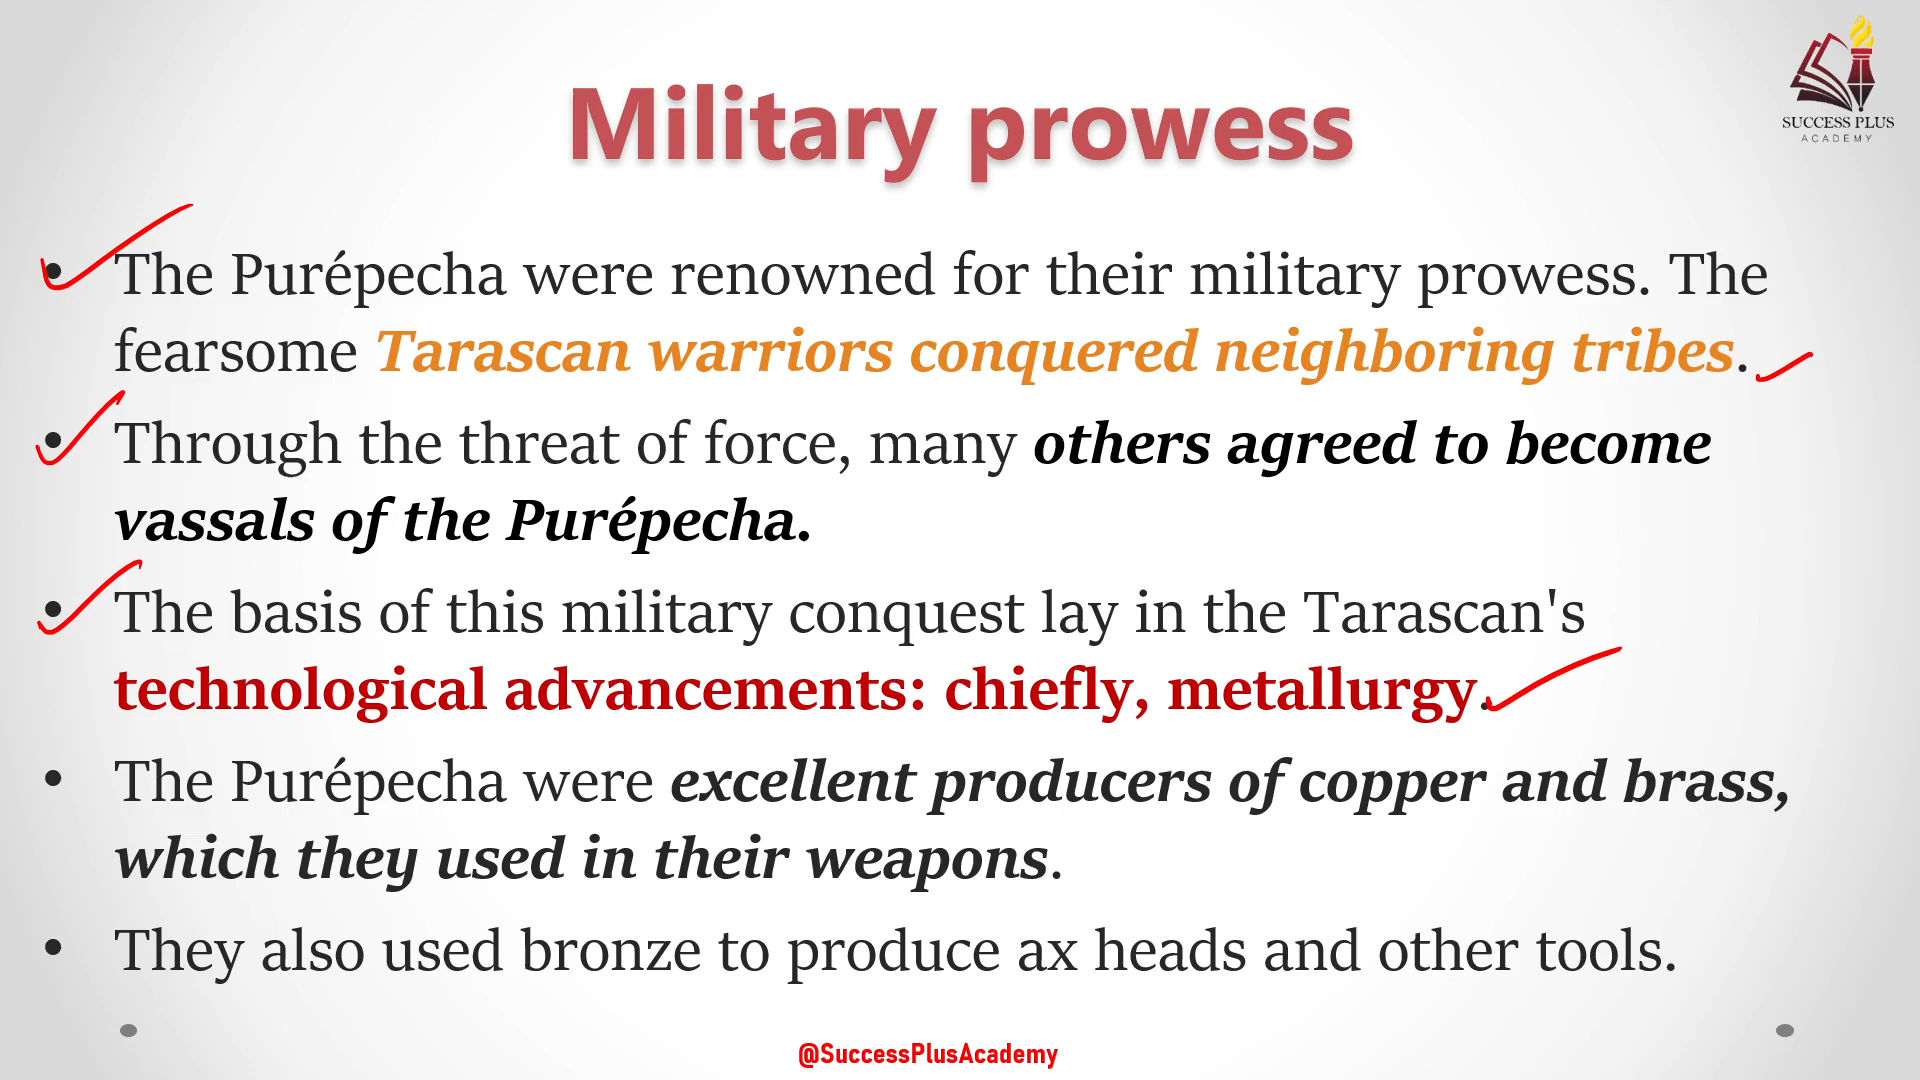 SUCCESS PLUS
ACADEMY
Military prowess
• The Purépecha were renowned for their military prowess. The
fearsome Tarascan warriors conquered neighboring tribes.
• Through the threat of force, many others agreed to become
vassals of the Purépecha.
• The basis of this military conquest lay in the Tarascan's
technological advancements: chiefly, metallurgy.
• The Purépecha were excellent producers of copper and brass,
which they used in their weapons.
• They also used bronze to produce ax heads and other tools.
@SuccessPlusAcademy